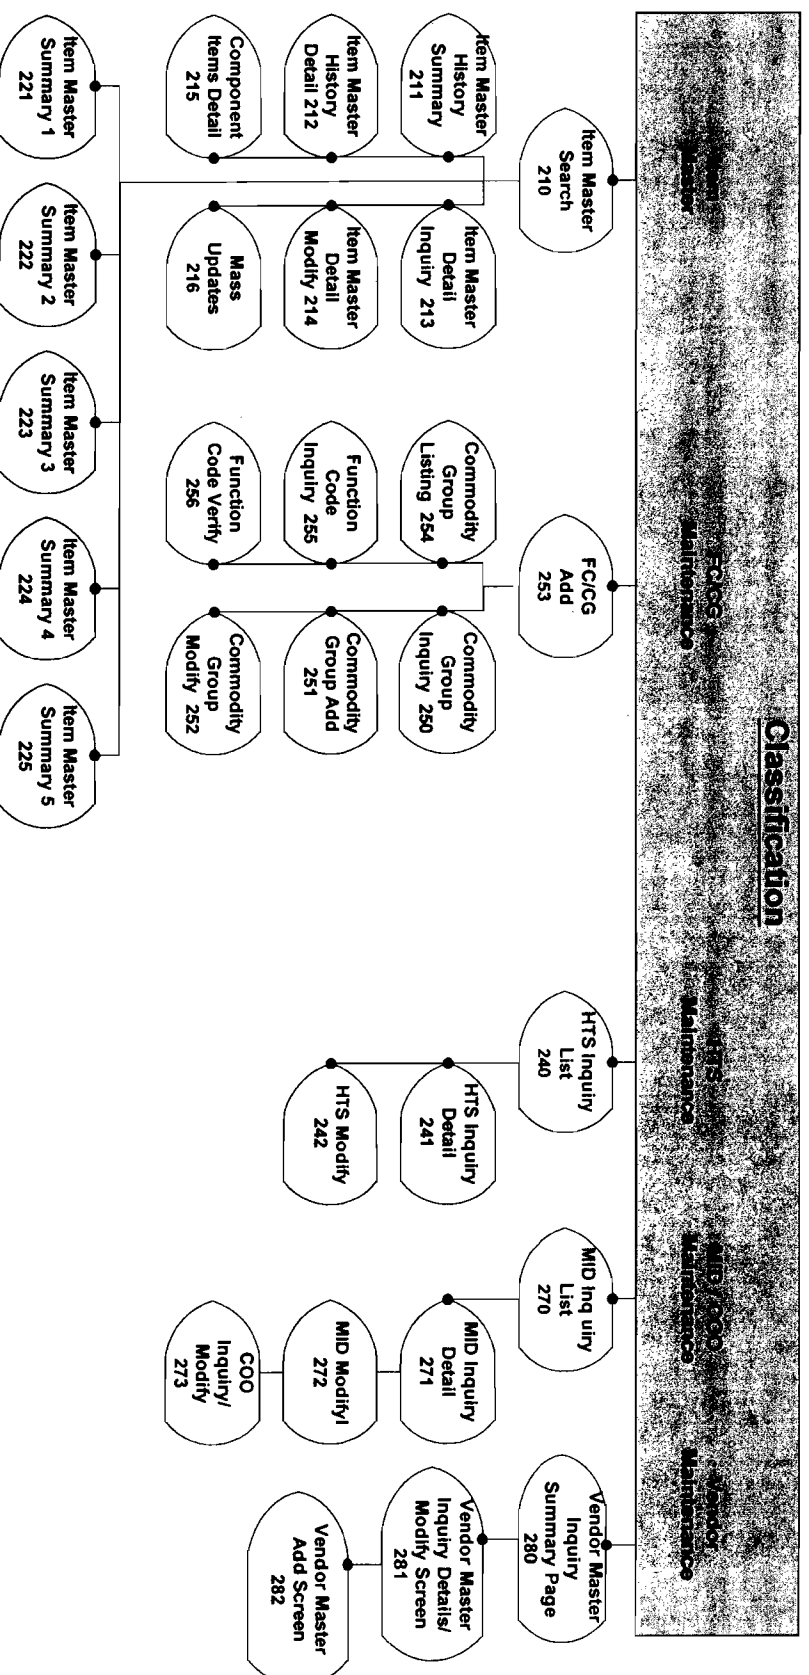 Classification
Item
Master
FC/CG
Maintenance
HTS
Maintenance
MID / COO
Maintenance
Vendor
Maintenance
Item Master
Search
210
FC/CG
Add
253
HTS Inquiry
List
240
MID Inq uiry
List
270
Vendor Master
Inquiry
Summary Page
280
Item Master
History
Summary
211
Item Master
Detail
Inquiry 213
Commodity
Group
Listing 254
Commodity
Group
Inquiry 250
HTS Inquiry
Detail
241
MID Inquiry
Detail
271
Vendor Master
Inquiry Details/
Modify Screen
281
Item Master
History
Detail 212
Item Master
Detail
Modify 214
Function
Code
Inquiry 255
Commodity
Group Add
251
HTS Modify
242
MID Modifyl
272
Vendor Master
Add Screen
282
Component
Items Detail
215
Mass
Updates
216
Function
Code Verify
256
Commodity
Group
Modify 252
COO
Inquiry/
Modify
273
Item Master
Summary 1
221
Item Master
Summary 2
222
Item Master
Summary 3
223
Item Master
Summary 4
224
Item Master
Summary 5
225